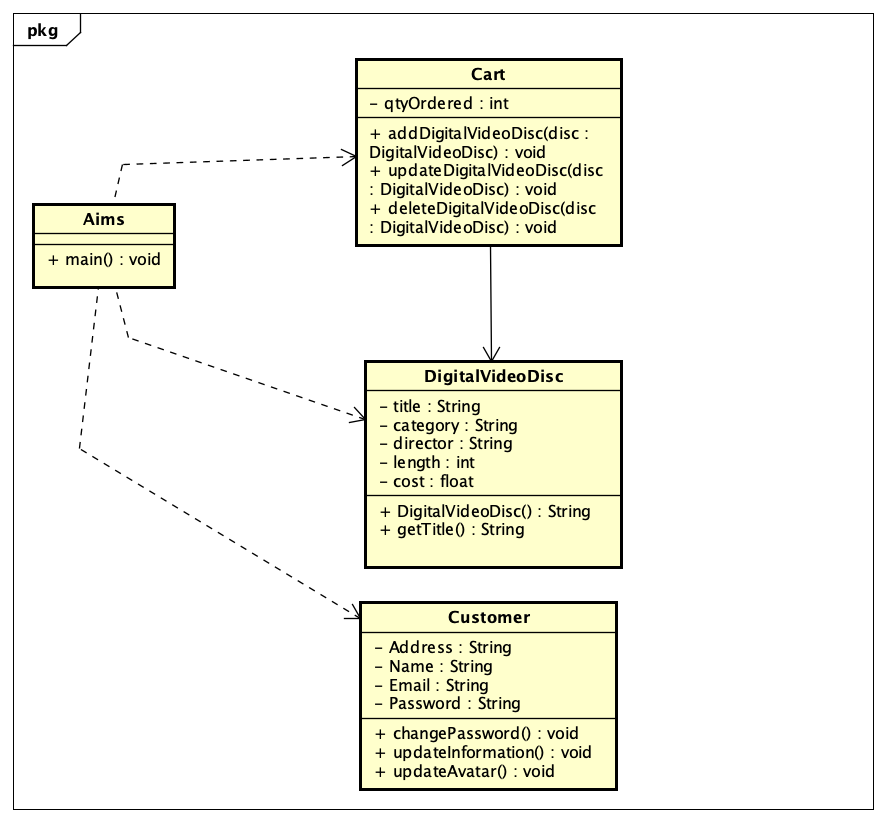 pkg
Cart
– qtyOrdered : int
+ addDigitalVideoDisc(disc :
DigitalVideoDisc) : void
+ updateDigitalVideoDisc(disc
: DigitalVideoDisc) : void
+ deleteDigitalVideoDisc(disc
: DigitalVideoDisc) : void
Aims
+ main() : void
DigitalVideoDisc
– title : String
– category : String
– director : String
– length : int
– cost : float
+ DigitalVideoDisc() : String
+ getTitle() : String
Customer
– Address : String
– Name : String
– Email : String
– Password : String
+ changePassword() : void
+ updateInformation() : void
+ updateAvatar() : void